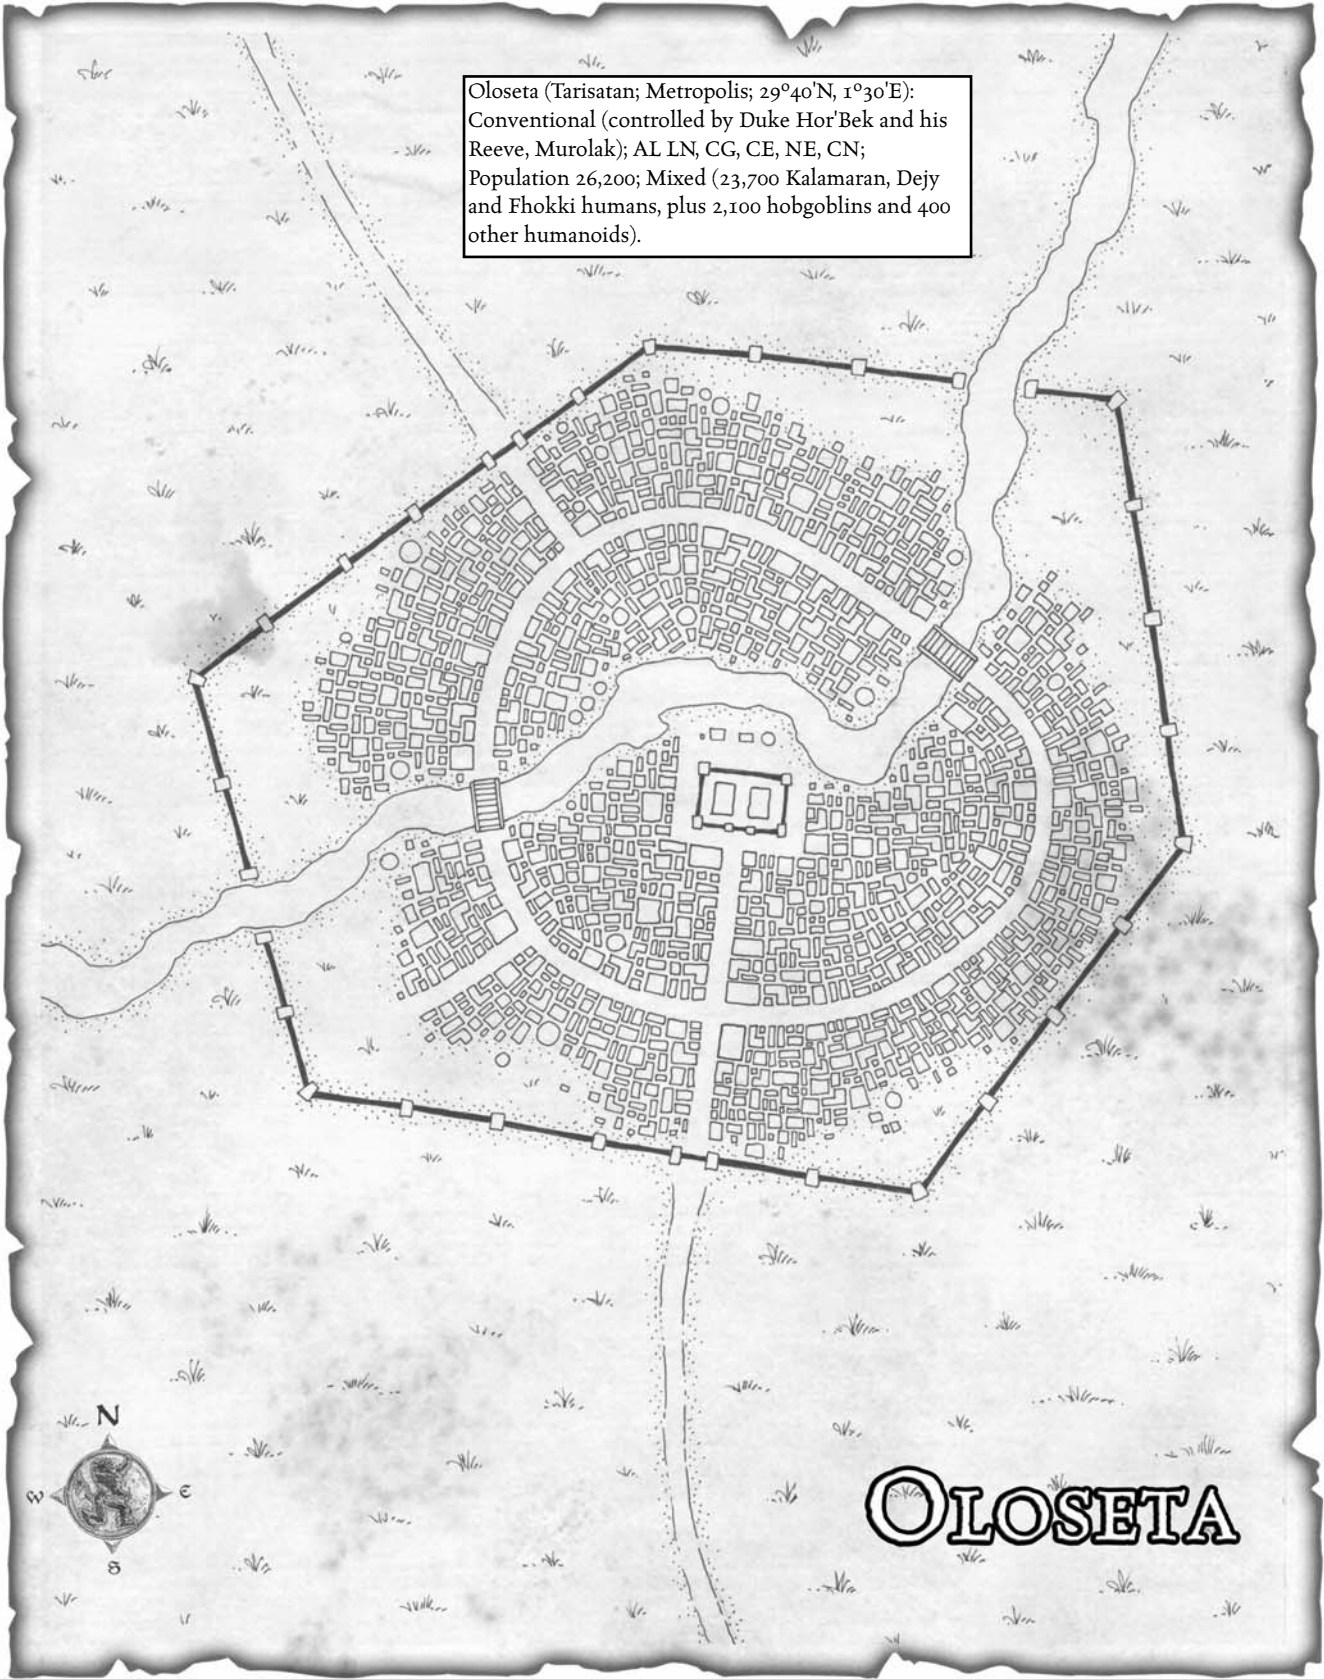 Oloseta (Tarisatan; Metropolis; 29°40'N, 1°30'E):
Conventional (controlled by Duke Hor'Bek and his
Reeve, Murolak); AL LN, CG, CE, NE, CN;
Population 26,200; Mixed (23,700 Kalamaran, Dejy
and Fhokki humans, plus 2,100 hobgoblins and 400
other humanoids).
N
W E
S
OLOSETA